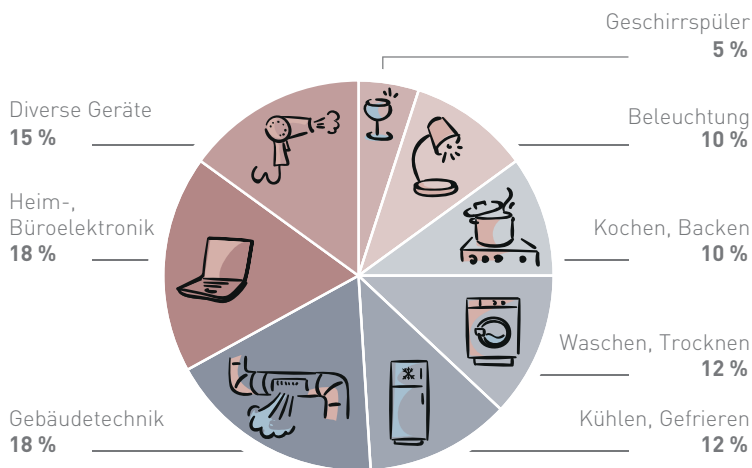 Geschirrspüler
5 %
Beleuchtung
10 %
Kochen, Backen
10 %
Waschen, Trocknen
12 %
Kühlen, Gefrieren
12 %
Gebäudetechnik
18 %
Heim-,
Büroelektronik
18 %
Diverse Geräte
15 %